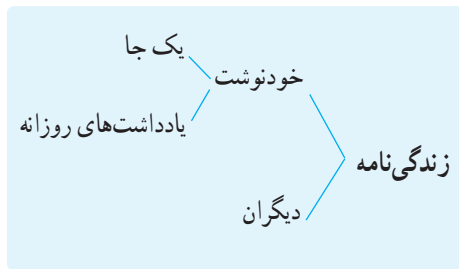 یک جا
خودنوشت
یادداشت‌های روزانه
زندگی‌نامه
دیگران